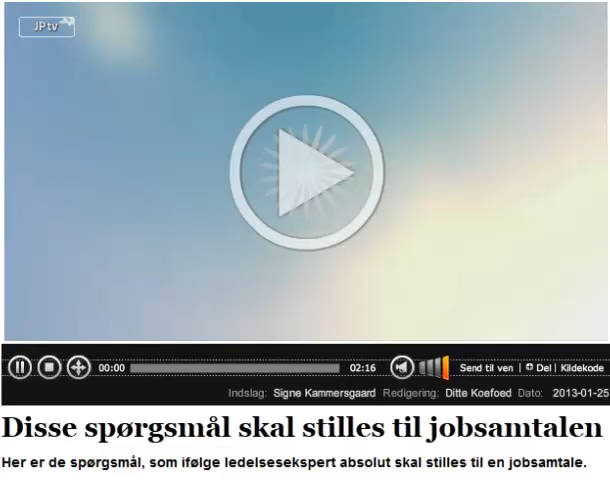 JPtv
00:00 02:16 Send til ven | Del | Kildekode
Indslag: Signe Kammersgaard Redigering: Ditte Koefoed Dato: 2013-01-25
Disse spørgsmål skal stilles til jobsamtalen
Her er de spørgsmål, som ifølge ledelsesekspert absolut skal stilles til en jobsamtale.